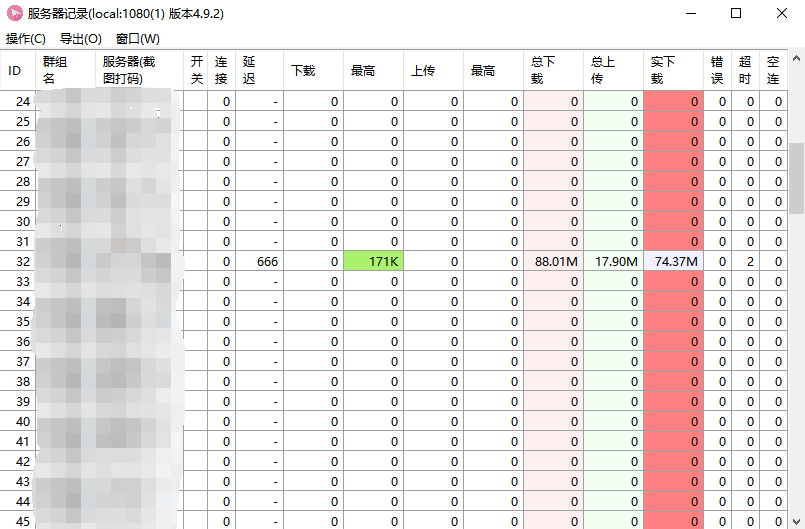 服务器记录(local:1080(1) 版本4.9.2)
操作(C) 导出(O) 窗口(W)
ID 群组名 服务器(截图打码) 开关 连接 延迟 下载 最高 上传 最高 总下载 总上传 实下载 错误 超时 空连
24 0 - 0 0 0 0 0 0 0 0 0 0
25 0 - 0 0 0 0 0 0 0 0 0 0
26 0 - 0 0 0 0 0 0 0 0 0 0
27 0 - 0 0 0 0 0 0 0 0 0 0
28 0 - 0 0 0 0 0 0 0 0 0 0
29 0 - 0 0 0 0 0 0 0 0 0 0
30 0 - 0 0 0 0 0 0 0 0 0 0
31 0 - 0 0 0 0 0 0 0 0 0 0
32 0 666 0 171K 0 0 88.01M 17.90M 74.37M 0 2 0
33 0 - 0 0 0 0 0 0 0 0 0 0
34 0 - 0 0 0 0 0 0 0 0 0 0
35 0 - 0 0 0 0 0 0 0 0 0 0
36 0 - 0 0 0 0 0 0 0 0 0 0
37 0 - 0 0 0 0 0 0 0 0 0 0
38 0 - 0 0 0 0 0 0 0 0 0 0
39 0 - 0 0 0 0 0 0 0 0 0 0
40 0 - 0 0 0 0 0 0 0 0 0 0
41 0 - 0 0 0 0 0 0 0 0 0 0
42 0 - 0 0 0 0 0 0 0 0 0 0
43 0 - 0 0 0 0 0 0 0 0 0 0
44 0 - 0 0 0 0 0 0 0 0 0 0
45 0 - 0 0 0 0 0 0 0 0 0 0